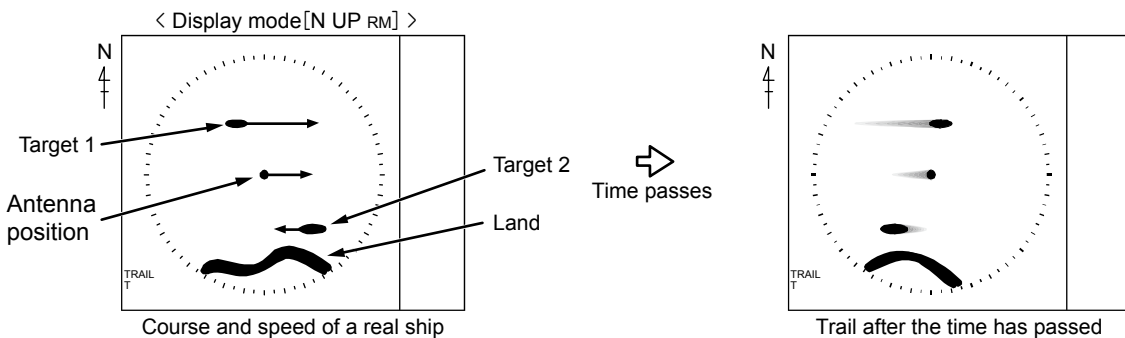 < Display mode[N UP RM] >
N
T
Target 1
Antenna
position
TRAIL
T
Course and speed of a real ship
Target 2
Land
Time passes
N
T
TRAIL
T
Trail after the time has passed